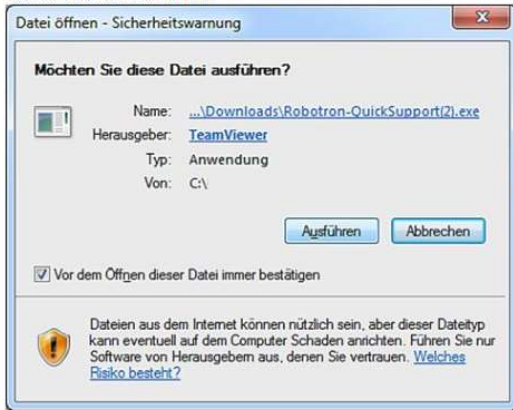 Datei öffnen - Sicherheitswarnung
Möchten Sie diese Datei ausführen?
Name: ...\Downloads\Robotron-QuickSupport(2).exe
Herausgeber: TeamViewer
Typ: Anwendung
Von: C:\
Ausführen Abbrechen
Vor dem Öffnen dieser Datei immer bestätigen
Dateien aus dem Internet können nützlich sein, aber dieser Dateityp
kann eventuell auf dem Computer Schaden anrichten. Führen Sie nur
Software von Herausgebern aus, denen Sie vertrauen. Welches
Risiko besteht?